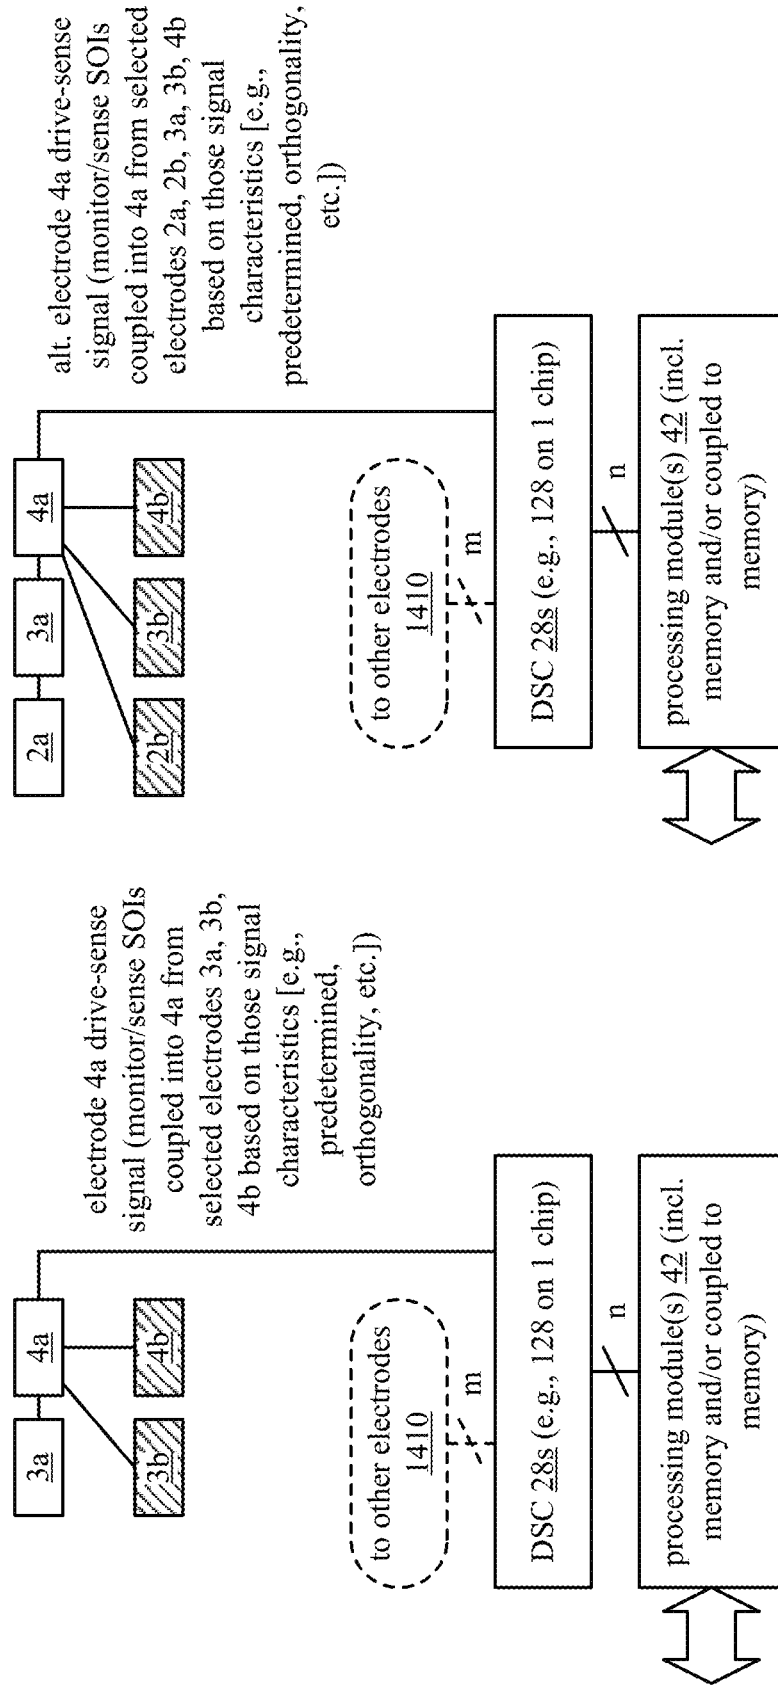 3a
4a
3b
4b
electrode 4a drive-sense
signal (monitor/sense SOIs
coupled into 4a from
selected electrodes 3a, 3b,
4b based on those signal
characteristics [e.g.,
predetermined,
orthogonality, etc.])
to other electrodes
1410
m
DSC 28s (e.g., 128 on 1 chip)
n
processing module(s) 42 (incl.
memory and/or coupled to
memory)
2a
3a
4a
2b
3b
4b
alt. electrode 4a drive-sense
signal (monitor/sense SOIs
coupled into 4a from selected
electrodes 2a, 2b, 3a, 3b, 4b
based on those signal
characteristics [e.g.,
predetermined, orthogonality,
etc.])
to other electrodes
1410
m
DSC 28s (e.g., 128 on 1 chip)
n
processing module(s) 42 (incl.
memory and/or coupled to
memory)